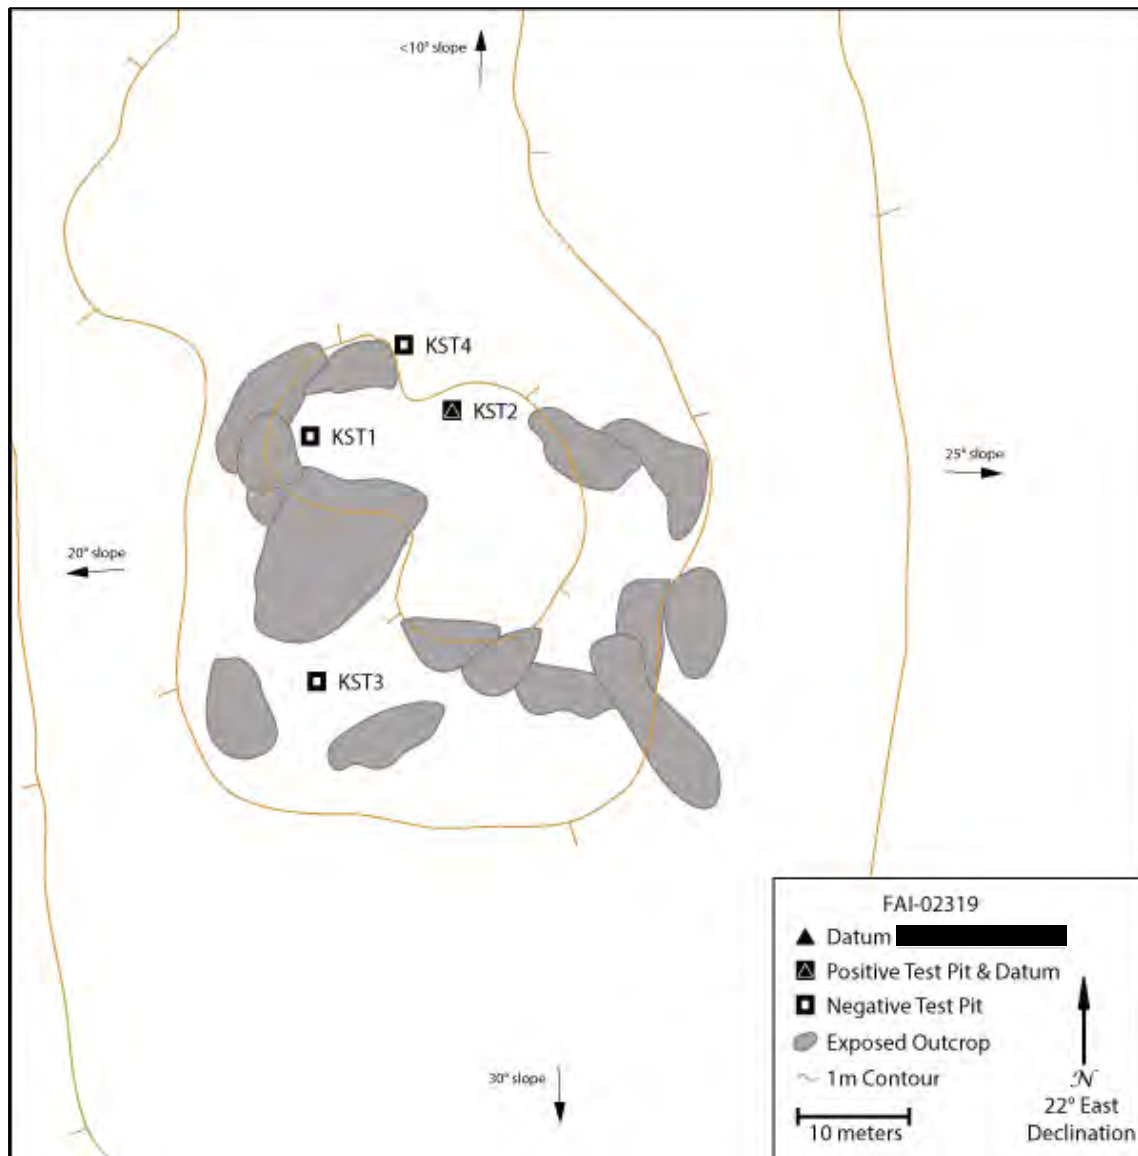 <10° slope
KST4
KST2
KST1
25° slope
20° slope
KST3
30° slope
FAI-02319
Datum
Positive Test Pit & Datum
Negative Test Pit
Exposed Outcrop
1m Contour
10 meters
N
22° East
Declination